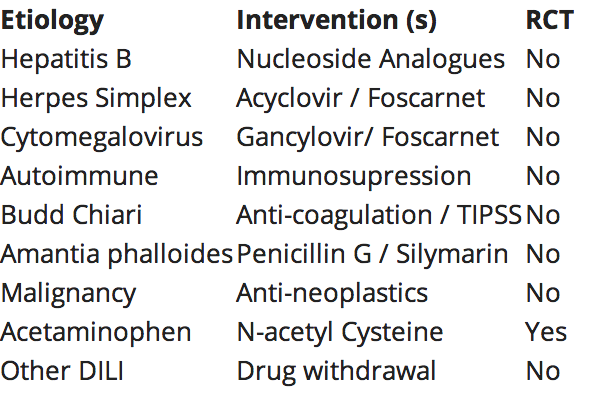 Etiology Intervention (s) RCT
Hepatitis B Nucleoside Analogues No
Herpes Simplex Acyclovir / Foscarnet No
Cytomegalovirus Gancylovir/ Foscarnet No
Autoimmune Immunosupression No
Budd Chiari Anti-coagulation / TIPSS No
Amantia phalloides Penicillin G / Silymarin No
Malignancy Anti-neoplastics No
Acetaminophen N-acetyl Cysteine Yes
Other DILI Drug withdrawal No